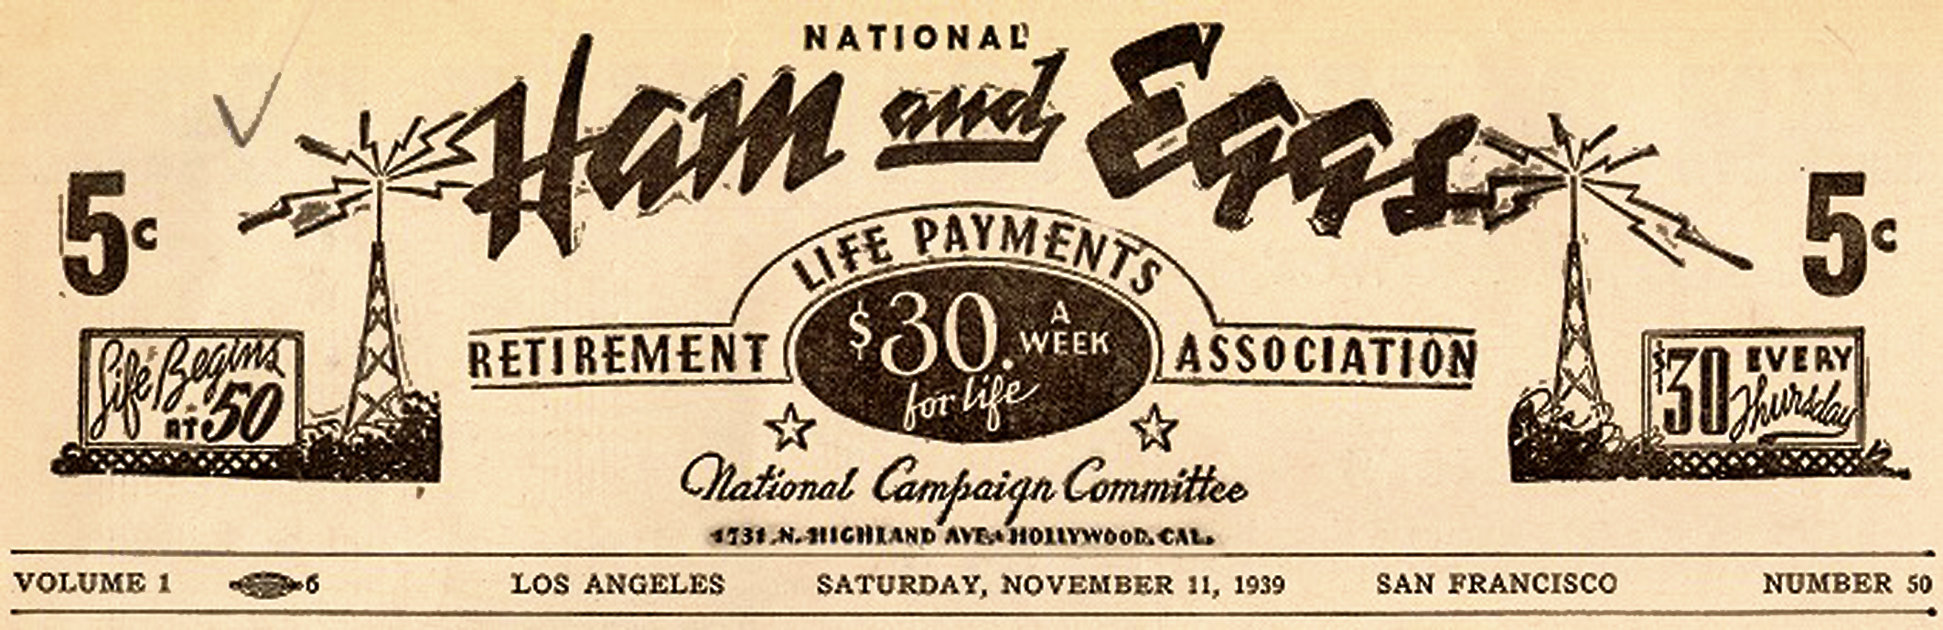 NATIONAL
Ham and Eggs
5c
5c
LIFE PAYMENTS
RETIREMENT $30. A WEEK for life ASSOCIATION
Life Begins AT 50
$30 EVERY Thursday
National Campaign Committee
1731 N. HIGHLAND AVE. HOLLYWOOD, CAL.
VOLUME 1 6 LOS ANGELES SATURDAY, NOVEMBER 11, 1939 SAN FRANCISCO NUMBER 50